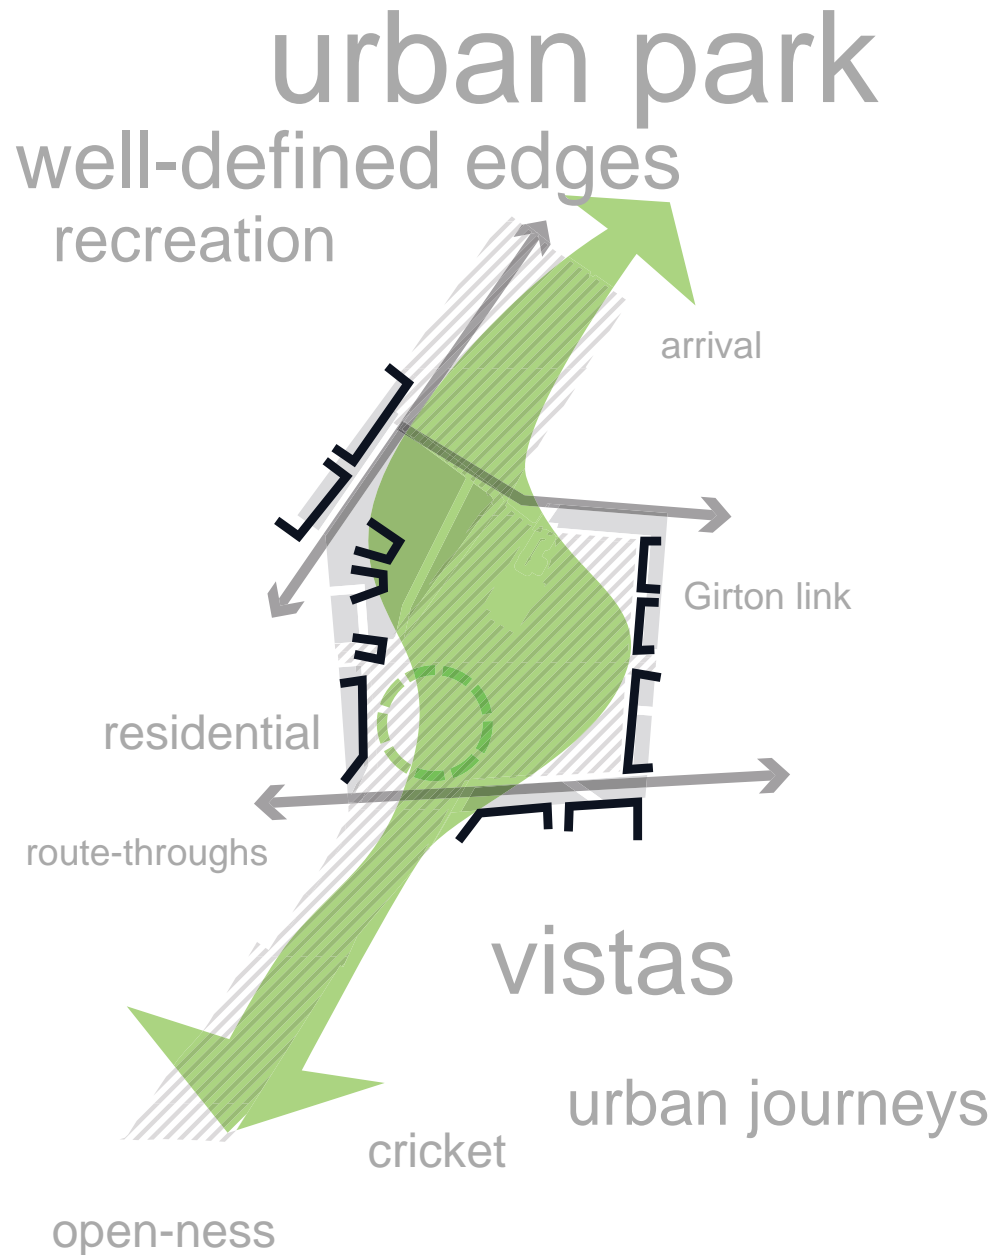 urban park
well-defined edges
recreation
arrival
Girton link
residential
route-throughs
vistas
urban journeys
cricket
open-ness